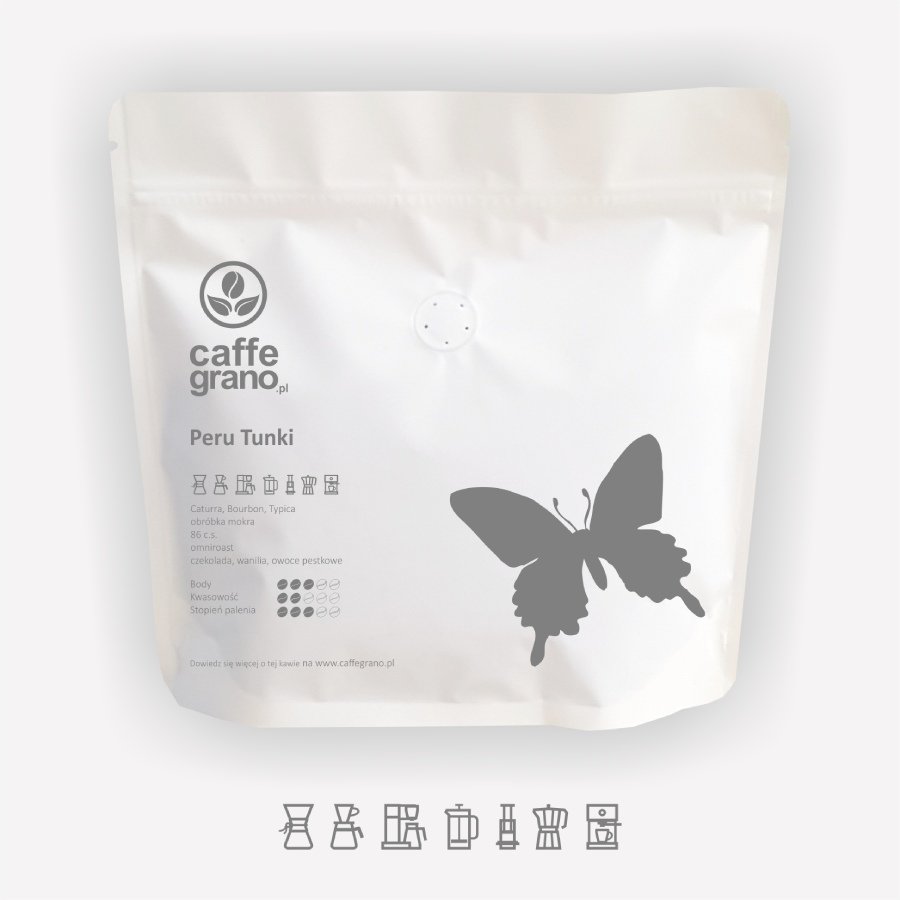 caffe
grano.pl
Peru Tunki
Caturra, Bourbon, Typica
obróbka mokra
86 c.s.
omniroast
czekolada, wanilia, owoce pestkowe
Body
Kwasowość
Stopień palenia
Dowiedz się więcej o tej kawie na www.caffegrano.pl